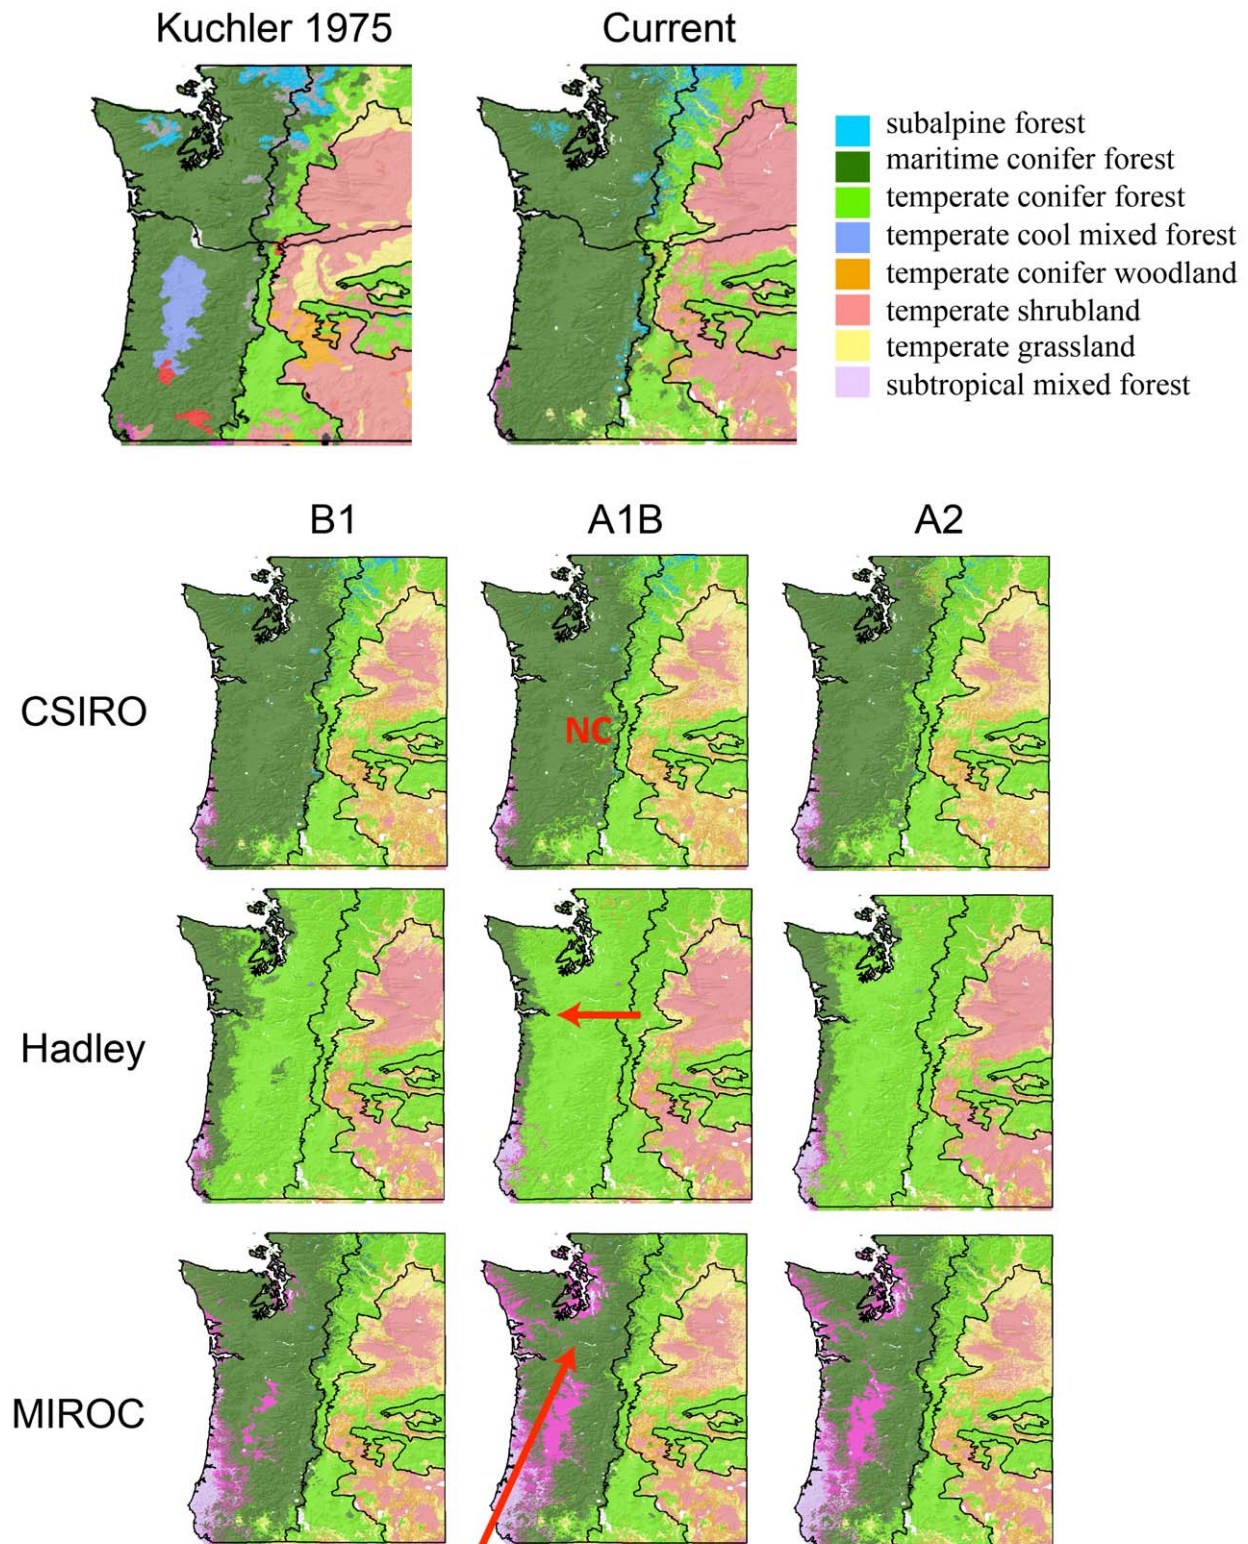 Kuchler 1975
Current
subalpine forest
maritime conifer forest
temperate conifer forest
temperate cool mixed forest
temperate conifer woodland
temperate shrubland
temperate grassland
subtropical mixed forest
B1
A1B
A2
CSIRO
NC
Hadley
MIROC